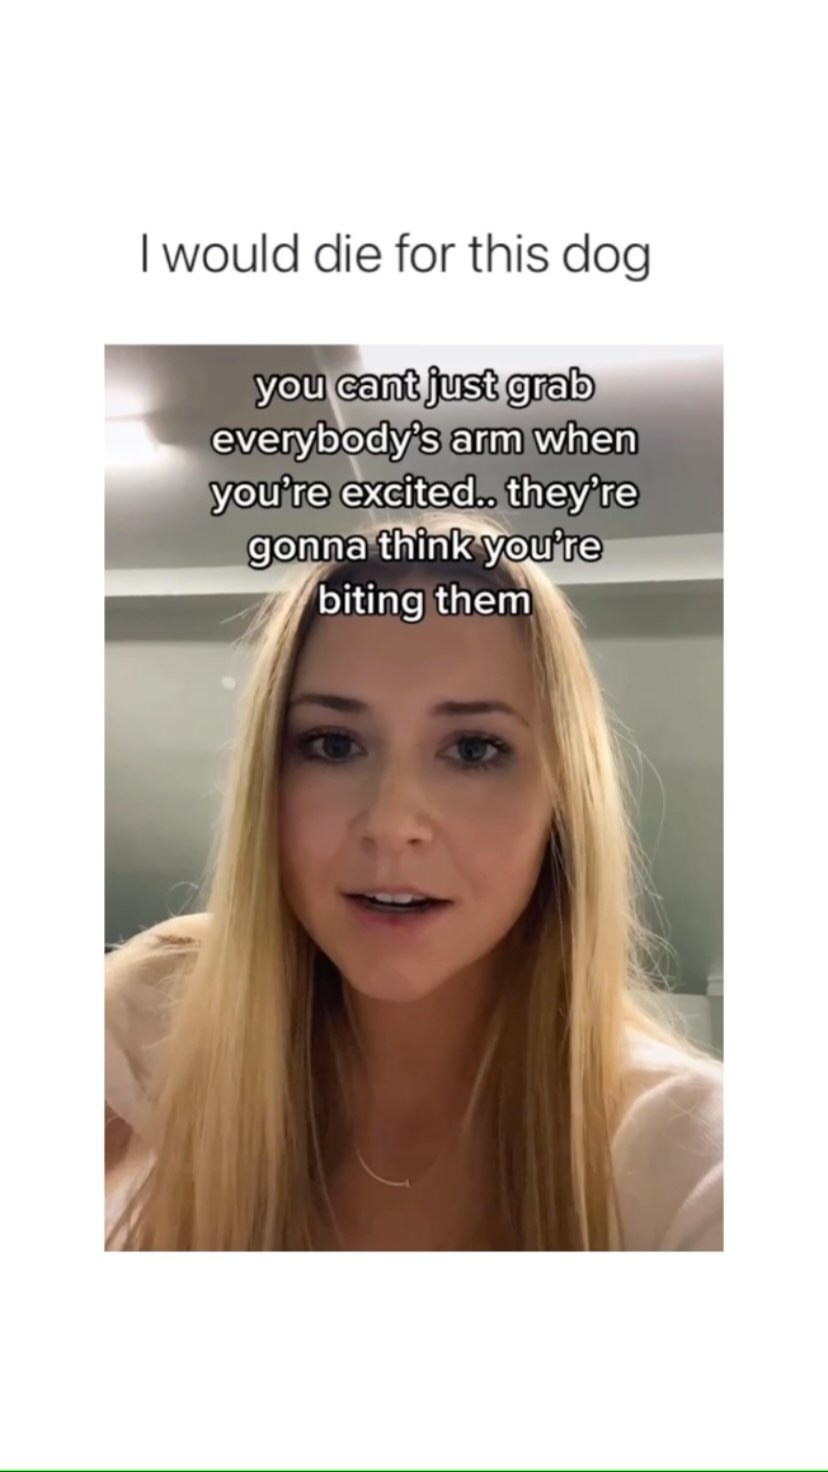 I would die for this dog
you cant just grab
everybody's arm when
you're excited.. they're
gonna think you're
biting them